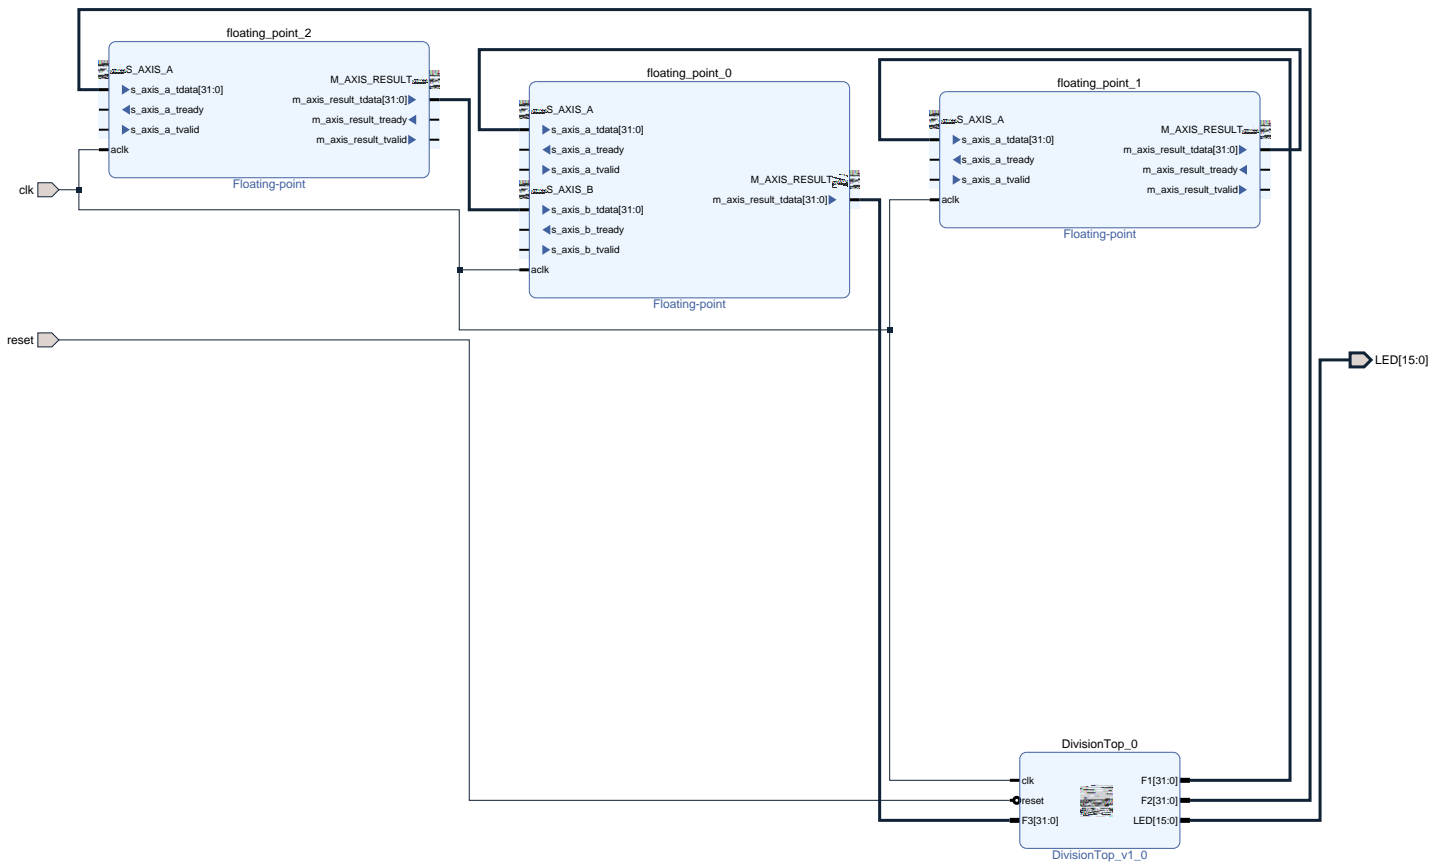 floating_point_2
S_AXIS_A
s_axis_a_tdata[31:0]
s_axis_a_tready
s_axis_a_tvalid
aclk
M_AXIS_RESULT
m_axis_result_tdata[31:0]
m_axis_result_tready
m_axis_result_tvalid
Floating-point
floating_point_0
S_AXIS_A
s_axis_a_tdata[31:0]
s_axis_a_tready
s_axis_a_tvalid
S_AXIS_B
s_axis_b_tdata[31:0]
s_axis_b_tready
s_axis_b_tvalid
aclk
M_AXIS_RESULT
m_axis_result_tdata[31:0]
Floating-point
floating_point_1
S_AXIS_A
s_axis_a_tdata[31:0]
s_axis_a_tready
s_axis_a_tvalid
aclk
M_AXIS_RESULT
m_axis_result_tdata[31:0]
m_axis_result_tready
m_axis_result_tvalid
Floating-point
clk
reset
LED[15:0]
DivisionTop_0
clk
reset
F3[31:0]
F1[31:0]
F2[31:0]
LED[15:0]
DivisionTop_v1_0